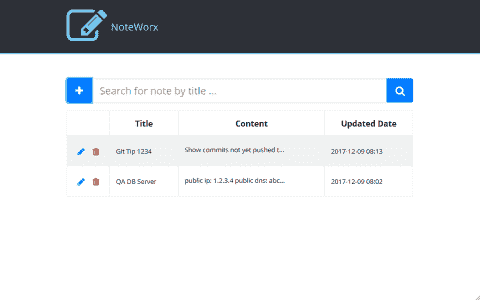 NoteWorx
+ Search for note by title ...
Title Content Updated Date
Git Tip 1234 Show commits not yet pushed t... 2017-12-09 08:13
QA DB Server public ip: 1.2.3.4 public dns: abc... 2017-12-09 08:02